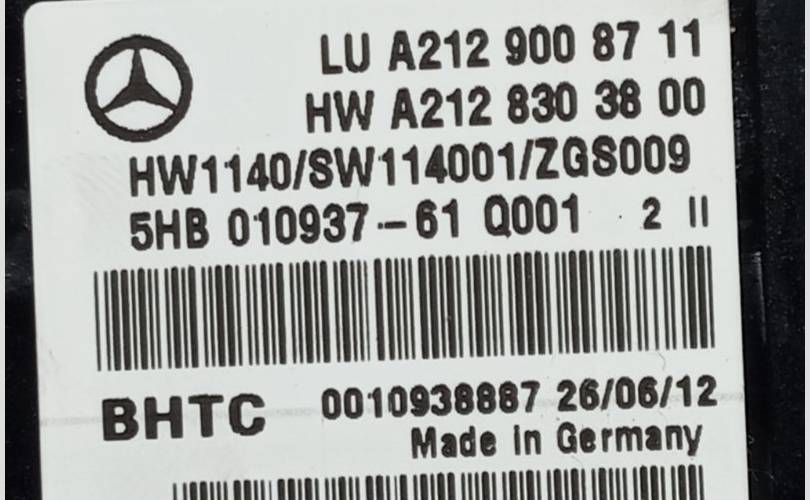 LU A212 900 87 11
HW A212 830 38 00
HW1140/SW114001/ZGS009
5HB 010937--61 Q001 2 II
BHTC 0010938887 26/06/12
Made in Germany